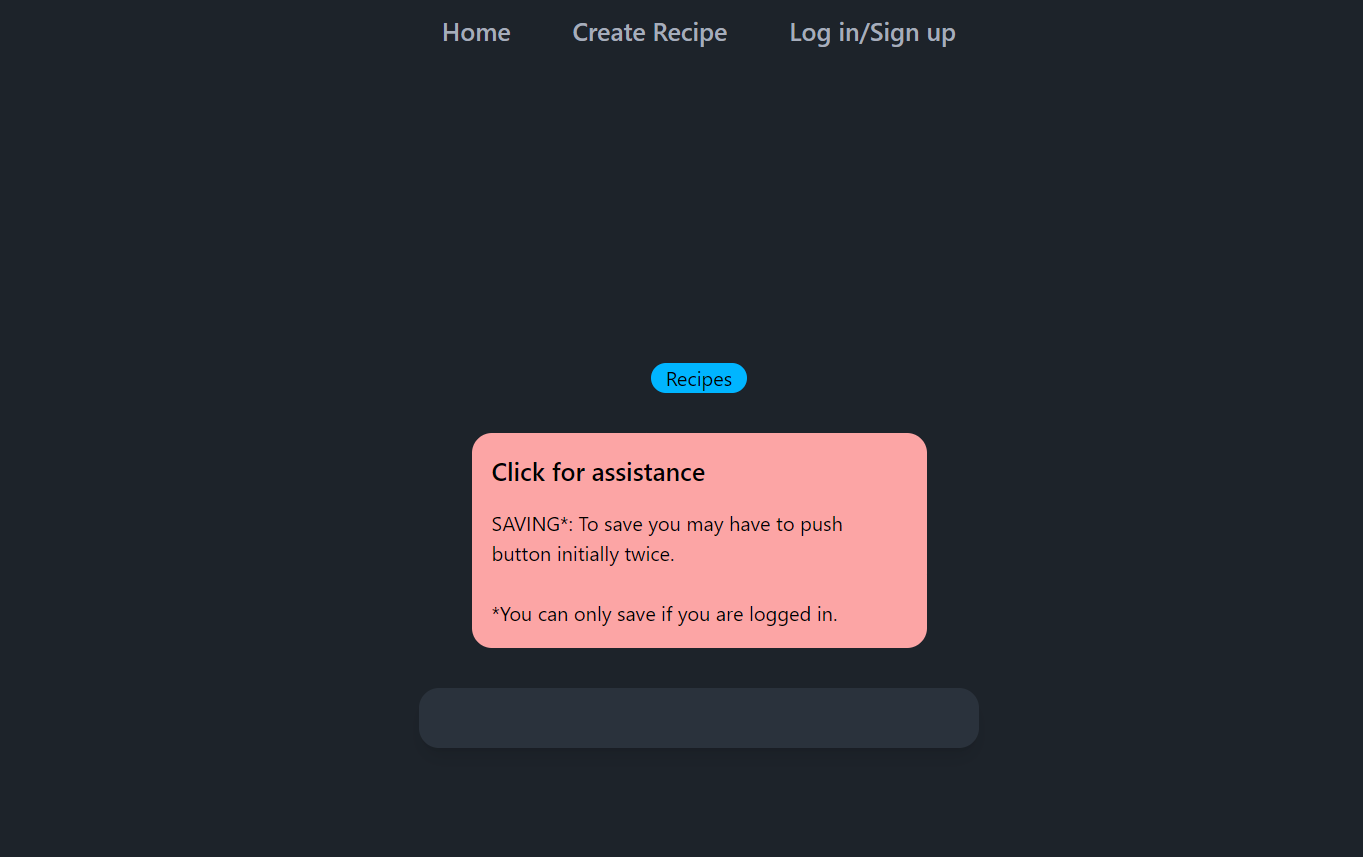 Home Create Recipe Log in/Sign up
Recipes
Click for assistance
SAVING*: To save you may have to push
button initially twice.
*You can only save if you are logged in.